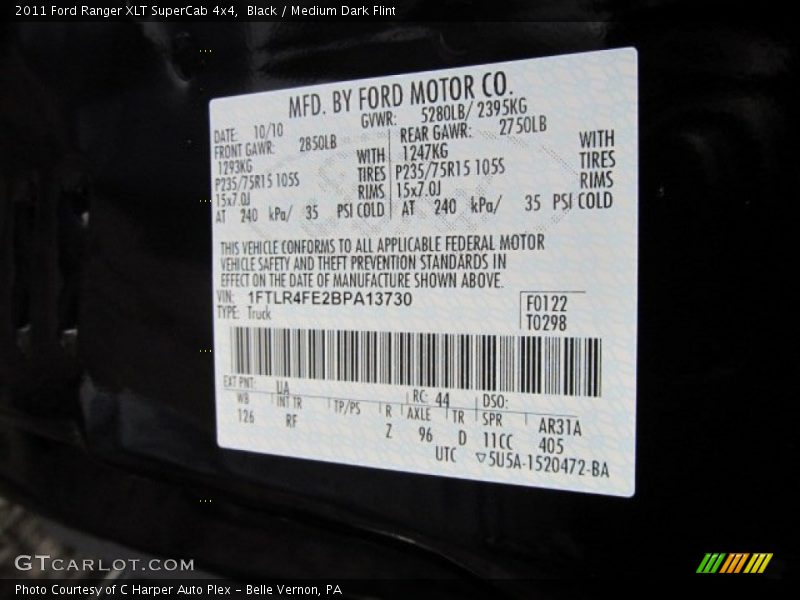 2011 Ford Ranger XLT SuperCab 4x4, Black / Medium Dark Flint
MFD. BY FORD MOTOR CO.
DATE: 10/10 GVWR: 5280LB/ 2395KG
FRONT GAWR: 2850LB REAR GAWR: 2750LB
1293KG WITH 1247KG WITH
P235/75R15 105S TIRES P235/75R15 105S TIRES
15x7.0J RIMS 15x7.0J RIMS
AT 240 kPa/ 35 PSI COLD AT 240 kPa/ 35 PSI COLD
THIS VEHICLE CONFORMS TO ALL APPLICABLE FEDERAL MOTOR
VEHICLE SAFETY AND THEFT PREVENTION STANDARDS IN
EFFECT ON THE DATE OF MANUFACTURE SHOWN ABOVE.
VIN: 1FTLR4FE2BPA13730 F0122
TYPE: Truck T0298
EXT PNT: UA RC: 44 DSO:
WB INT TR TP/PS R AXLE TR SPR AR31A
126 RF Z 96 D 11CC 405
UTC ▽5U5A-1520472-BA
GTCARLOT.COM
Photo Courtesy of C Harper Auto Plex - Belle Vernon, PA